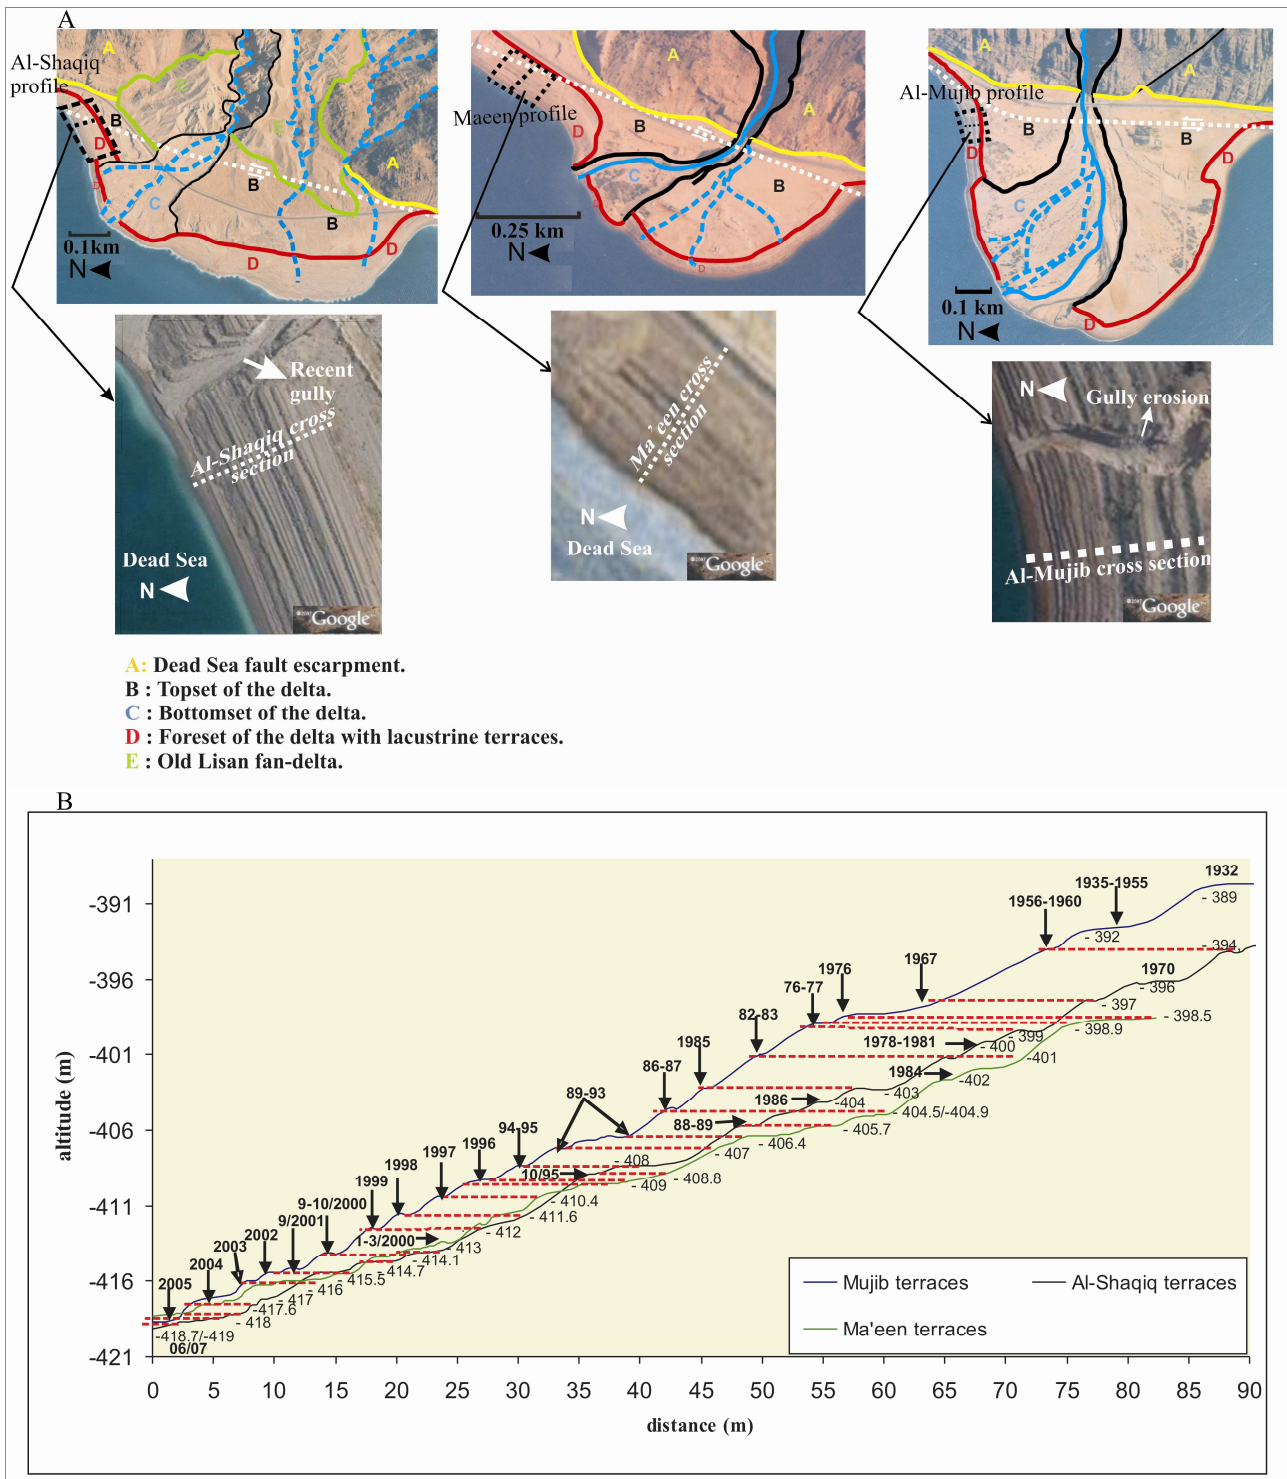 A
Al-Shaqiq
profile
A
E
E
B
D
D
C
B
B
A
D
D
0.1km
N
Maeen profile
A
A
D
B
C
B
D
D
D
0.25 km
N
Al-Mujib profile
A
A
B
B
D
D
C
D
0.1 km
N
Recent
gully
Al-Shaqiq cross
section
Dead Sea
N
©2007 Google™
Ma'een cross
section
N
Dead Sea
©2007 Google
N
Gully erosion
Al-Mujib cross section
©2007 Google™
A: Dead Sea fault escarpment.
B : Topset of the delta.
C : Bottomset of the delta.
D : Foreset of the delta with lacustrine terraces.
E : Old Lisan fan-delta.
B
altitude (m)
-391
-396
-401
-406
-411
-416
-421
1932
- 389
1935-1955
- 392
1956-1960
- 394.
1970
- 396
1967
- 397
1976
- 398.5
76-77
- 398.9
- 399
1978-1981
- 400
82-83
- 401
1984
-402
1985
- 403
1986
- 404
86-87
- 404.5/-404.9
88-89
- 405.7
- 406.4
89-93
- 407
94-95
- 408
10/95
- 408.8
1996
- 409
1997
- 410.4
1998
- 411.6
1999
- 412
1-3/2000
- 413
9-10/2000
- 414.1
- 414.7
9/2001
- 415.5
2002
- 416
2003
- 417
2004
-417.6
- 418
2005
-418.7/-419
06/07
Mujib terraces
Al-Shaqiq terraces
Ma'een terraces
0 5 10 15 20 25 30 35 40 45 50 55 60 65 70 75 80 85 90
distance (m)